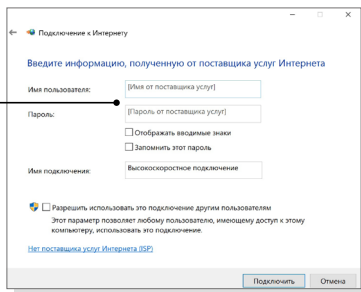 Подключение к Интернету
Введите информацию, полученную от поставщика услуг Интернета
Имя пользователя:
[Имя от поставщика услуг]
Пароль:
[Пароль от поставщика услуг]
Отображать вводимые знаки
Запомнить этот пароль
Имя подключения:
Высокоскоростное подключение
Разрешить использовать это подключение другим пользователям
Этот параметр позволяет любому пользователю, имеющему доступ к этому
компьютеру, использовать это подключение.
Нет поставщика услуг Интернета (ISP)
Подключить
Отмена